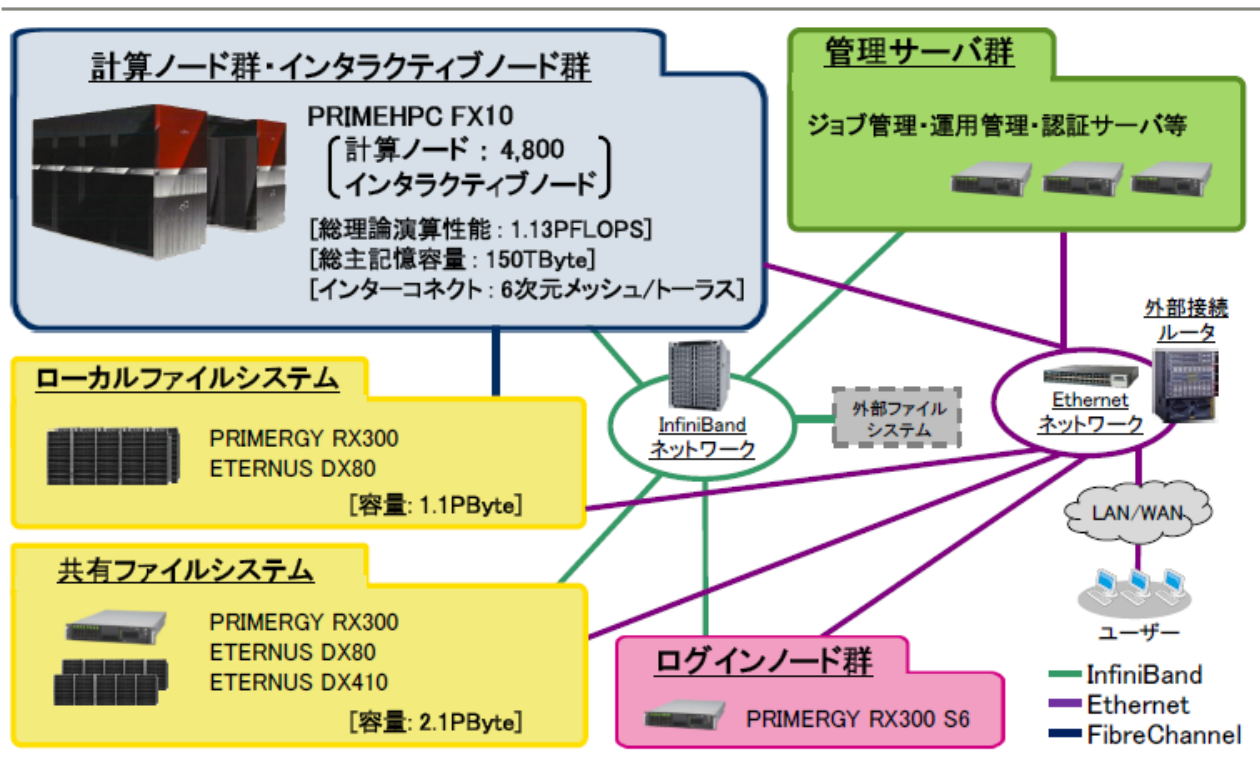 計算ノード群・インタラクティブノード群
PRIMEHPC FX10
計算ノード : 4,800
インタラクティブノード
[総理論演算性能 : 1.13PFLOPS]
[総主記憶容量 : 150TByte]
[インターコネクト : 6次元メッシュ/トーラス]
管理サーバ群
ジョブ管理・運用管理・認証サーバ等
外部接続
ルータ
Ethernet
ネットワーク
InfiniBand
ネットワーク
外部ファイル
システム
ローカルファイルシステム
PRIMERGY RX300
ETERNUS DX80
[容量: 1.1PByte]
共有ファイルシステム
PRIMERGY RX300
ETERNUS DX80
ETERNUS DX410
[容量: 2.1PByte]
ログインノード群
PRIMERGY RX300 S6
LAN/WAN
ユーザー
InfiniBand
Ethernet
FibreChannel